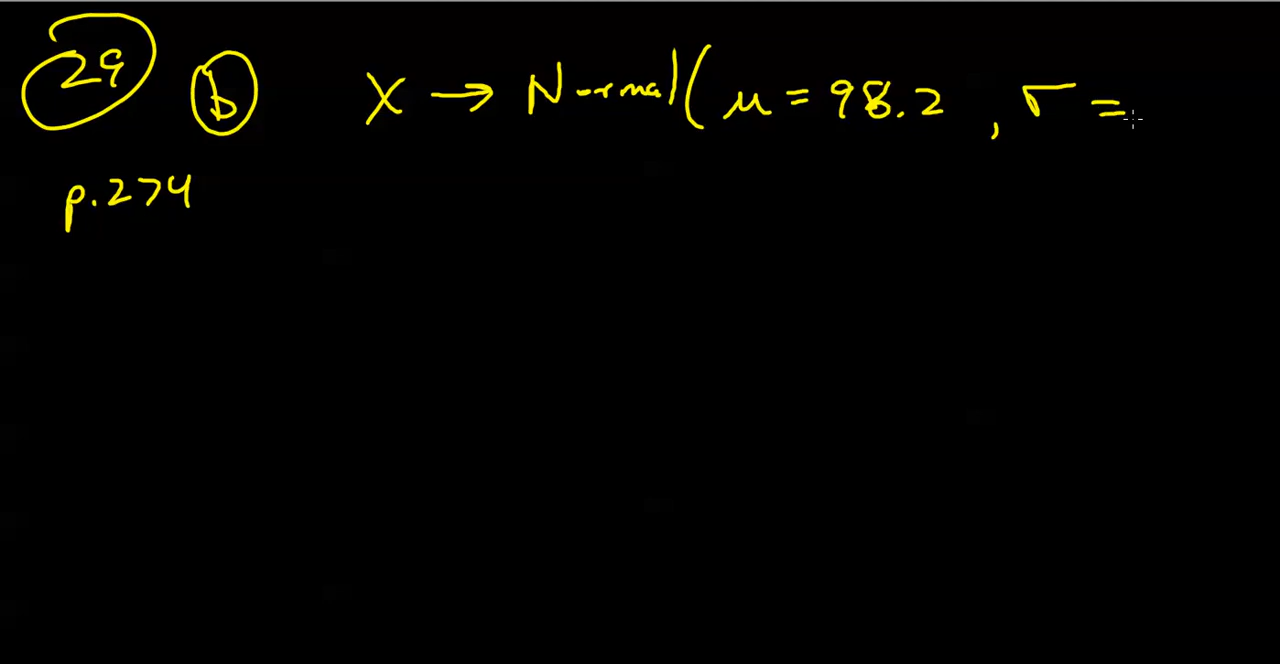 29 b X → Normal( μ = 98.2 , σ =
p.274